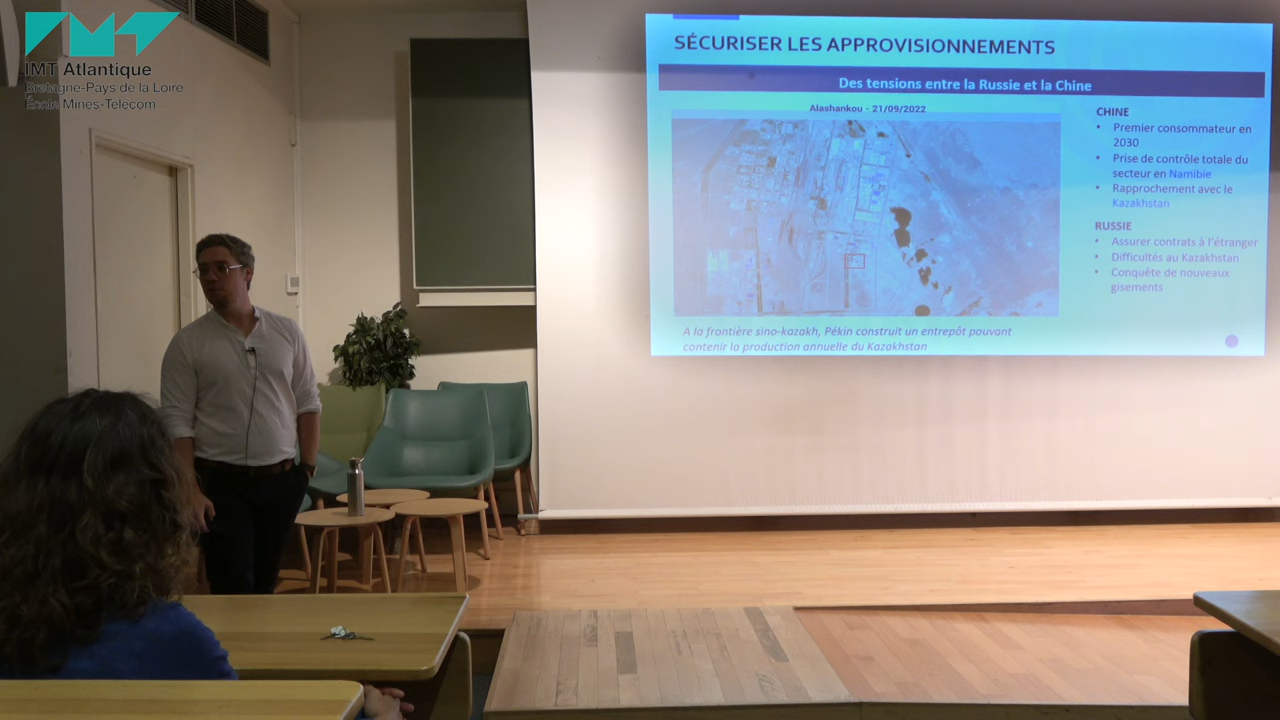 IMT Atlantique
Bretagne-Pays de la Loire
École Mines-Telecom
SÉCURISER LES APPROVISIONNEMENTS
Des tensions entre la Russie et la Chine
Alashankou - 21/09/2022
CHINE
• Premier consommateur en
2030
• Prise de contrôle totale du
secteur en Namibie
• Rapprochement avec le
Kazakhstan
RUSSIE
• Assurer contrats à l'étranger
• Difficultés au Kazakhstan
• Conquête de nouveaux
gisements
A la frontière sino-kazakh, Pékin construit un entrepôt pouvant
contenir la production annuelle du Kazakhstan